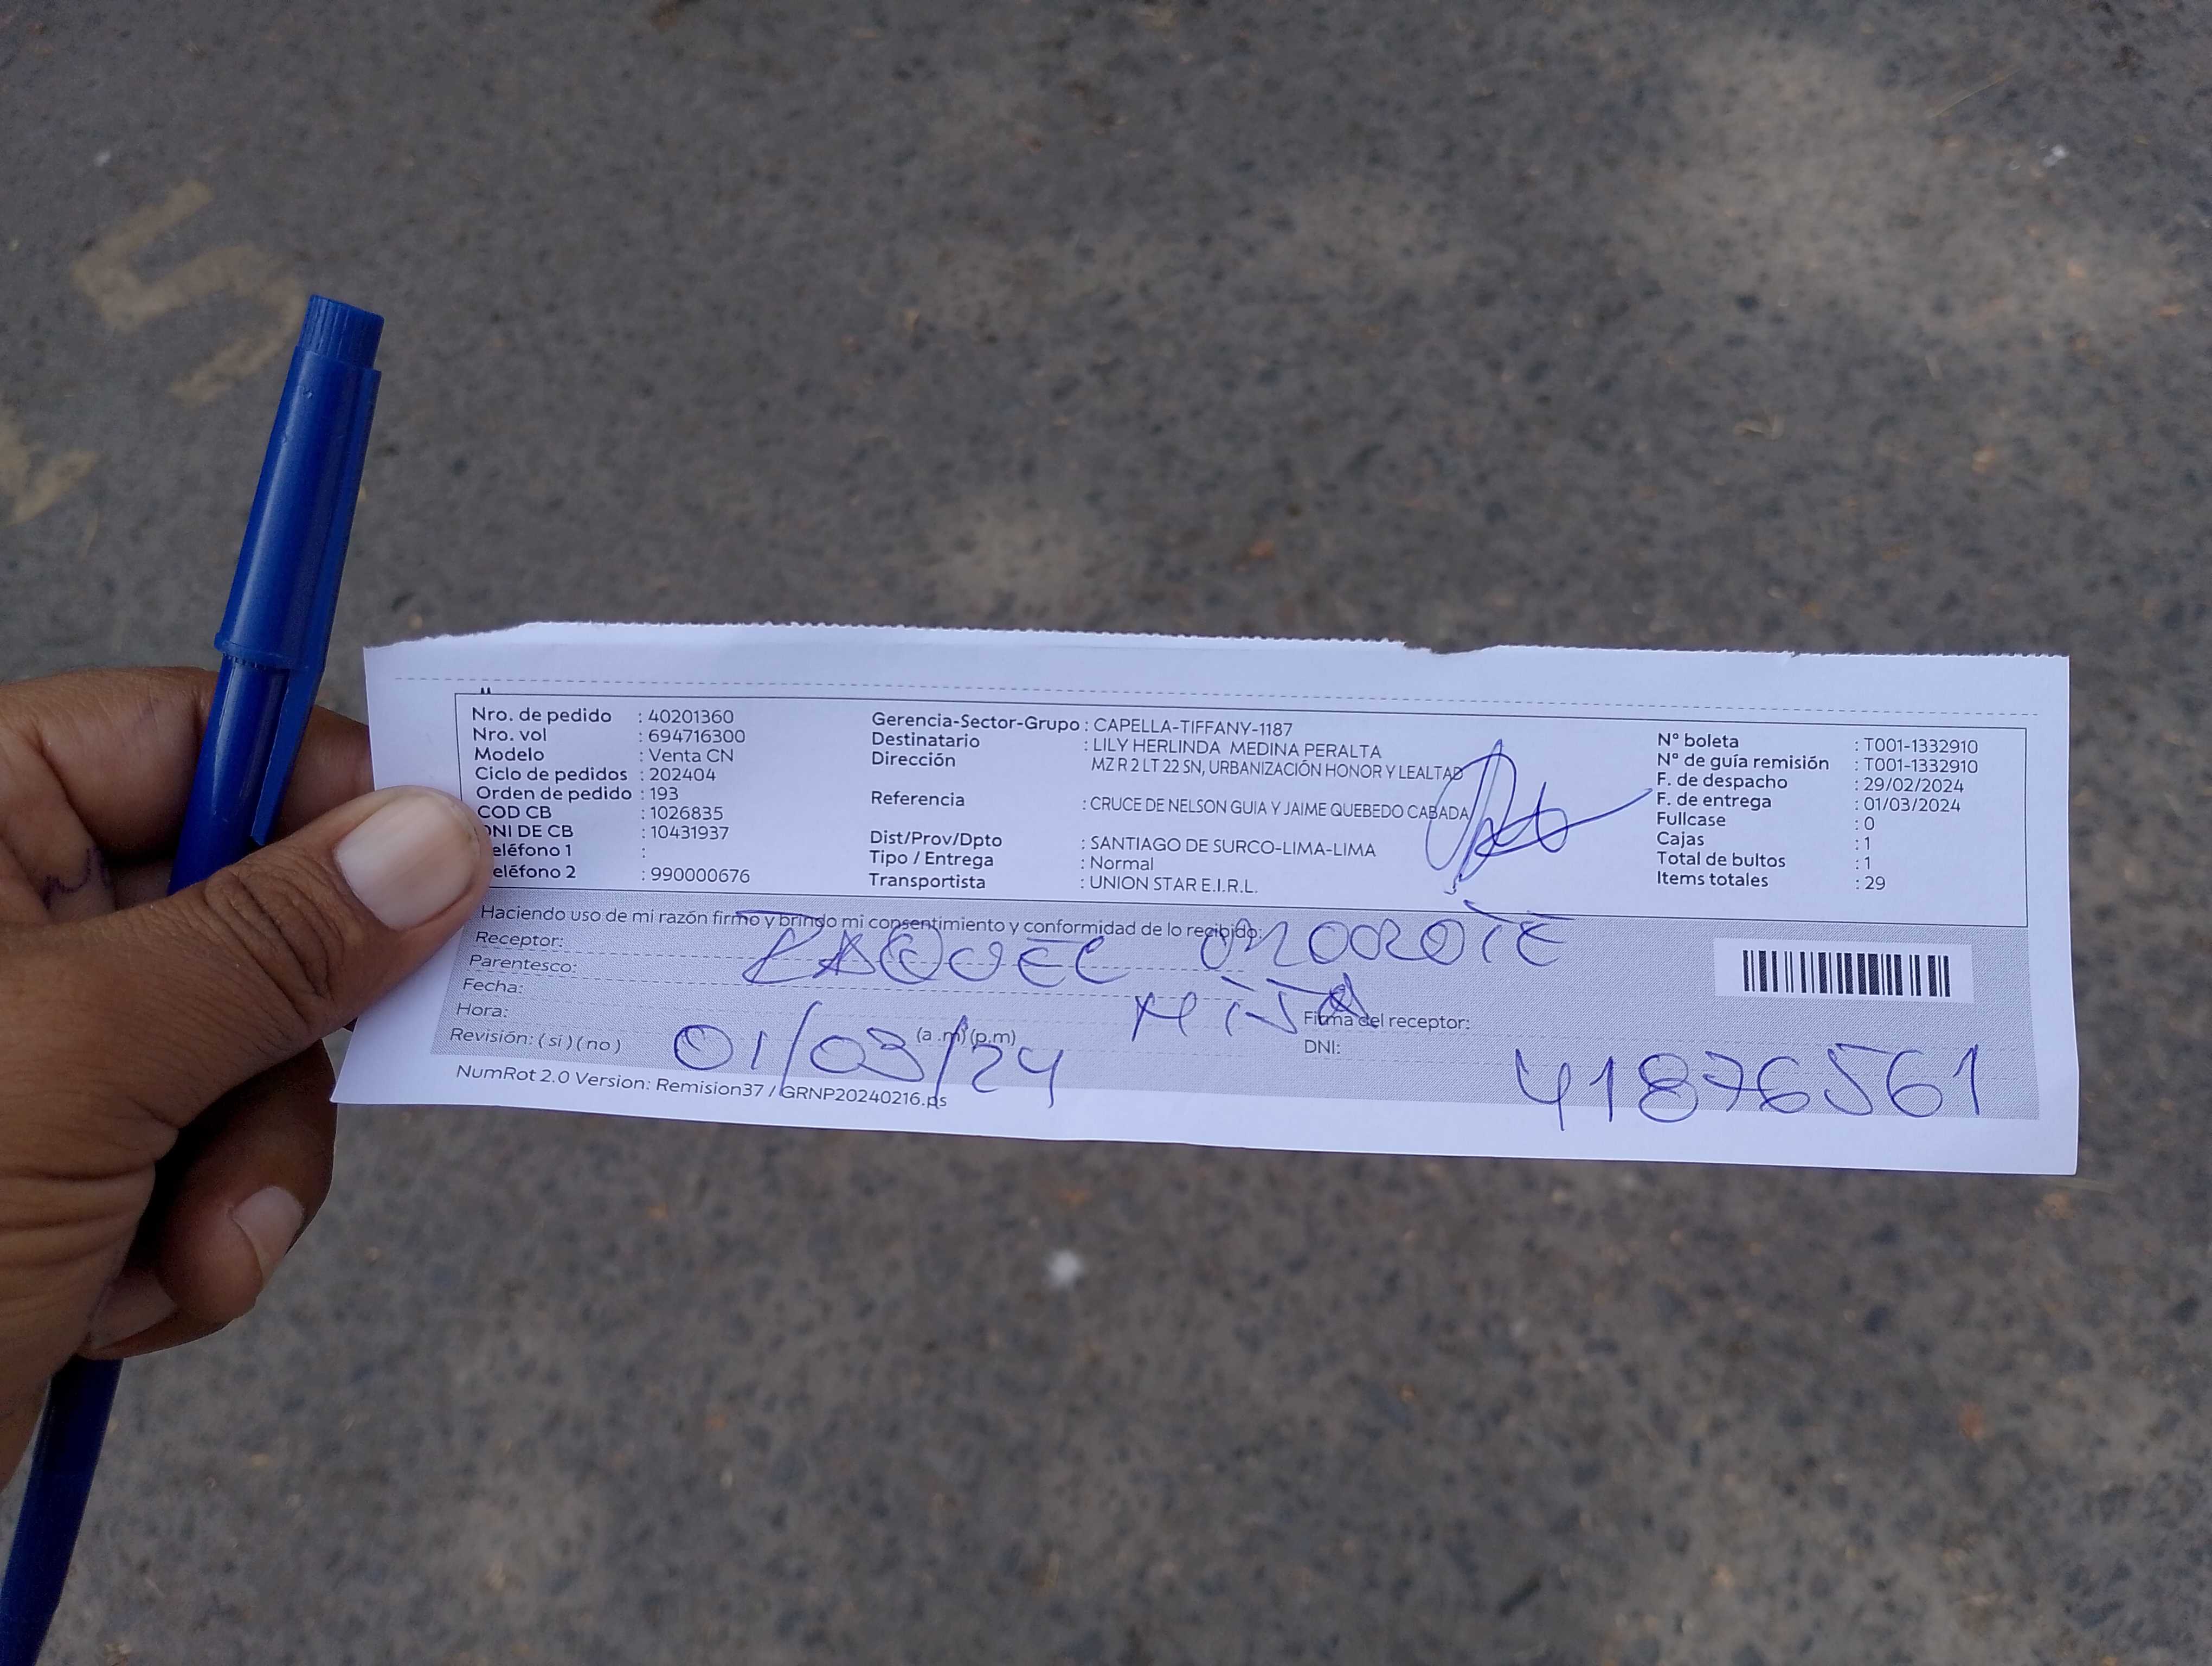 Nro. de pedido : 40201360
Nro. vol : 694716300
Modelo : Venta CN
Ciclo de pedidos : 202404
Orden de pedido : 193
COD CB : 1026835
DNI DE CB : 10431937
eléfono 1 :
eléfono 2 : 990000676
Gerencia-Sector-Grupo : CAPELLA-TIFFANY-1187
Destinatario : LILY HERLINDA MEDINA PERALTA
Dirección MZ R 2 LT 22 SN, URBANIZACIÓN HONOR Y LEALTAD
Referencia : CRUCE DE NELSON GUIA Y JAIME QUEBEDO CABADA
Dist/Prov/Dpto : SANTIAGO DE SURCO-LIMA-LIMA
Tipo / Entrega : Normal
Transportista : UNION STAR E.I.R.L.
N° boleta : T001-1332910
N° de guía remisión : T001-1332910
F. de despacho : 29/02/2024
F. de entrega : 01/03/2024
Fullcase : 0
Cajas : 1
Total de bultos : 1
Items totales : 29
Haciendo uso de mi razón firmo y brindo mi consentimiento y conformidad de lo recibido:
Receptor: RAQUEL MOROTE
Parentesco: HIJA
Fecha:
Hora: (a .m) (p.m)
01/03/24
Revisión: ( si ) ( no )
Firma del receptor:
DNI: 41876561
NumRot 2.0 Version: Remision37 / GRNP20240216.ps
5